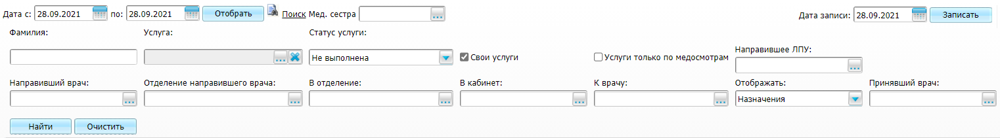 Дата с: 28.09.2021 по: 28.09.2021 Отобрать Поиск Мед. сестра ... Дата записи: 28.09.2021 Записать
Фамилия: Услуга: Статус услуги:
Направившее ЛПУ:
... Не выполнена Свои услуги Услуги только по медосмотрам ...
Направивший врач: Отделение направившего врача: В отделение: В кабинет: К врачу: Отображать: Принявший врач:
... ... ... ... ... Назначения ...
Найти Очистить